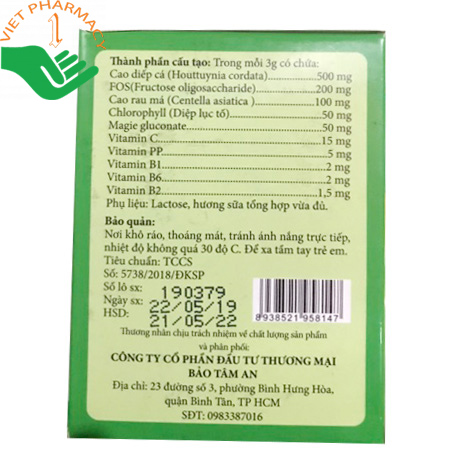 VIET PHARMACY
1
Thành phần cấu tạo: Trong mỗi 3g có chứa:
Cao diếp cá (Houttuynia cordata) 500 mg
FOS(Fructose oligosaccharide) 200 mg
Cao rau má (Centella asiatica ) 100 mg
Chlorophyll (Diệp lục tố) 50 mg
Magie gluconate 50 mg
Vitamin C 15 mg
Vitamin PP 5 mg
Vitamin B1 2 mg
Vitamin B6 2 mg
Vitamin B2 1,5 mg
Phụ liệu: Lactose, hương sữa tổng hợp vừa đủ.
Bảo quản:
Nơi khô ráo, thoáng mát, tránh ánh nắng trực tiếp,
nhiệt độ không quá 30 độ C. Để xa tầm tay trẻ em.
Tiêu chuẩn: TCCS
Số: 5738/2018/ĐKSP
Số lô sx: 190379
Ngày sx: 22/05/19
HSD: 21/05/22
8938521958147
Thương nhân chịu trách nhiệm về chất lượng sản phẩm
và phân phối:
CÔNG TY CỔ PHẦN ĐẦU TƯ THƯƠNG MẠI
BẢO TÂM AN
Địa chỉ: 23 đường số 3, phường Bình Hưng Hòa,
quận Bình Tân, TP HCM
SĐT: 0983387016